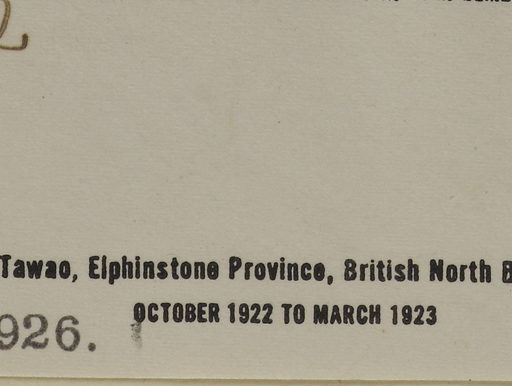 Tawao, Elphinstone Province, British North B
OCTOBER 1922 TO MARCH 1923
926.